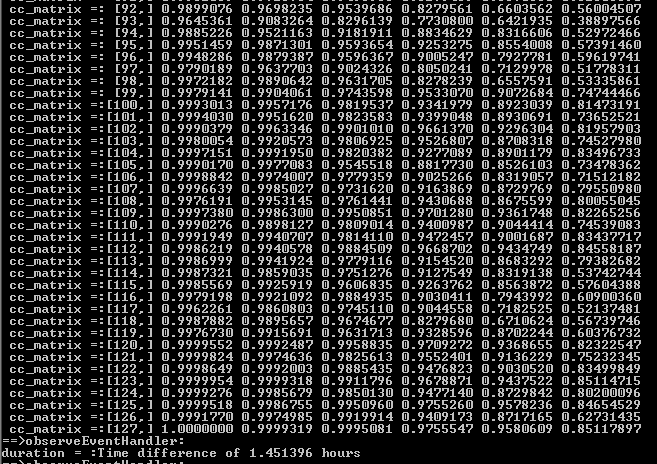 cc_matrix =: [92,] 0.9899076 0.9698235 0.9539686 0.8279561 0.6603562 0.56004507
cc_matrix =: [93,] 0.9645361 0.9083264 0.8296139 0.7730800 0.6421935 0.38897566
cc_matrix =: [94,] 0.9885226 0.9521163 0.9181911 0.8834629 0.8316606 0.52972466
cc_matrix =: [95,] 0.9951459 0.9871301 0.9593654 0.9253275 0.8554008 0.57391460
cc_matrix =: [96,] 0.9948286 0.9879387 0.9596367 0.9005247 0.7927781 0.59619741
cc_matrix =: [97,] 0.9790189 0.9637703 0.9024326 0.8050241 0.7129978 0.51778311
cc_matrix =: [98,] 0.9972182 0.9890642 0.9631705 0.8278239 0.6557591 0.53335861
cc_matrix =: [99,] 0.9979141 0.9904061 0.9743598 0.9533070 0.9072684 0.74744466
cc_matrix =:[100,] 0.9993013 0.9957176 0.9819537 0.9341979 0.8923039 0.81473191
cc_matrix =:[101,] 0.9994030 0.9951620 0.9823583 0.9399048 0.8930691 0.73652521
cc_matrix =:[102,] 0.9990379 0.9963346 0.9901010 0.9661370 0.9296304 0.81957903
cc_matrix =:[103,] 0.9980054 0.9920573 0.9806925 0.9526807 0.8708318 0.74527980
cc_matrix =:[104,] 0.9997151 0.9991950 0.9820382 0.9277089 0.8901179 0.83496733
cc_matrix =:[105,] 0.9990170 0.9977083 0.9545518 0.8817730 0.8526103 0.73478362
cc_matrix =:[106,] 0.9998842 0.9974007 0.9779359 0.9025266 0.8319057 0.71512182
cc_matrix =:[107,] 0.9996639 0.9985027 0.9731620 0.9163869 0.8729769 0.79550980
cc_matrix =:[108,] 0.9976191 0.9953145 0.9761441 0.9430688 0.8675599 0.80055045
cc_matrix =:[109,] 0.9997380 0.9986300 0.9950851 0.9701280 0.9361748 0.82265256
cc_matrix =:[110,] 0.9990276 0.9898127 0.9809014 0.9400987 0.9044414 0.74539083
cc_matrix =:[111,] 0.9991949 0.9940707 0.9814110 0.9472457 0.9001687 0.83437717
cc_matrix =:[112,] 0.9986219 0.9940578 0.9884509 0.9668702 0.9434749 0.84558187
cc_matrix =:[113,] 0.9986999 0.9941924 0.9779116 0.9154520 0.8683292 0.79382682
cc_matrix =:[114,] 0.9987321 0.9859035 0.9751276 0.9127549 0.8319138 0.53742744
cc_matrix =:[115,] 0.9985569 0.9925919 0.9606835 0.9263762 0.8563872 0.57604388
cc_matrix =:[116,] 0.9979198 0.9921092 0.9884935 0.9030411 0.7943992 0.60900360
cc_matrix =:[117,] 0.9962261 0.9860803 0.9745110 0.9044558 0.7182525 0.52137481
cc_matrix =:[118,] 0.9987882 0.9895657 0.9674677 0.8279680 0.6710624 0.56739746
cc_matrix =:[119,] 0.9976730 0.9915691 0.9631713 0.9328556 0.8702244 0.60376732
cc_matrix =:[120,] 0.9999552 0.9992487 0.9958835 0.9709272 0.9368655 0.82322547
cc_matrix =:[121,] 0.9999824 0.9974636 0.9825613 0.9552401 0.9136229 0.75232345
cc_matrix =:[122,] 0.9998649 0.9992003 0.9885435 0.9476823 0.9030520 0.83499849
cc_matrix =:[123,] 0.9999954 0.9999318 0.9911796 0.9678871 0.9437522 0.85114715
cc_matrix =:[124,] 0.9999276 0.9985679 0.9850130 0.9477140 0.8729842 0.80200096
cc_matrix =:[125,] 0.9999518 0.9986755 0.9950960 0.9755260 0.9578236 0.84654529
cc_matrix =:[126,] 0.9991770 0.9974985 0.9919914 0.9409173 0.8717165 0.62731435
cc_matrix =:[127,] 1.0000000 0.9999319 0.9995081 0.9755547 0.9580609 0.85117897
==>observeEventHandler:
duration = :Time difference of 1.451396 hours
==>observeEventHandler: